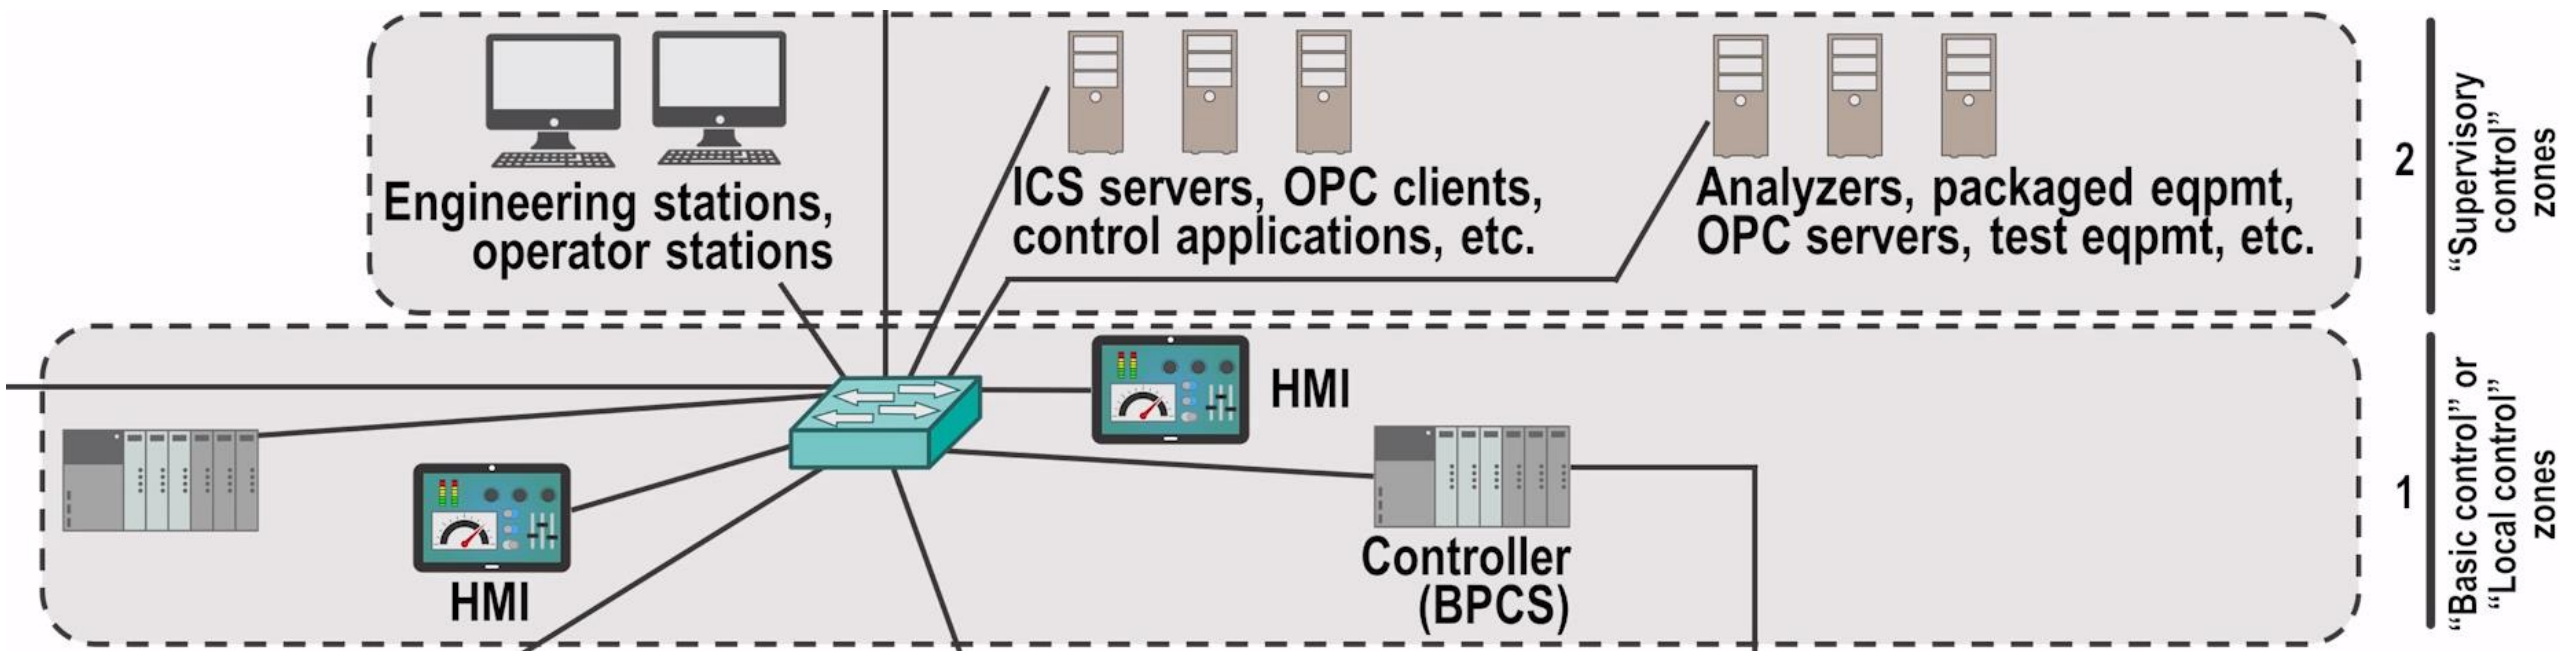 Engineering stations,
operator stations
ICS servers, OPC clients,
control applications, etc.
Analyzers, packaged eqpmt,
OPC servers, test eqpmt, etc.
2
“Supervisory
control”
zones
HMI
HMI
Controller
(BPCS)
1
“Basic control” or
“Local control”
zones